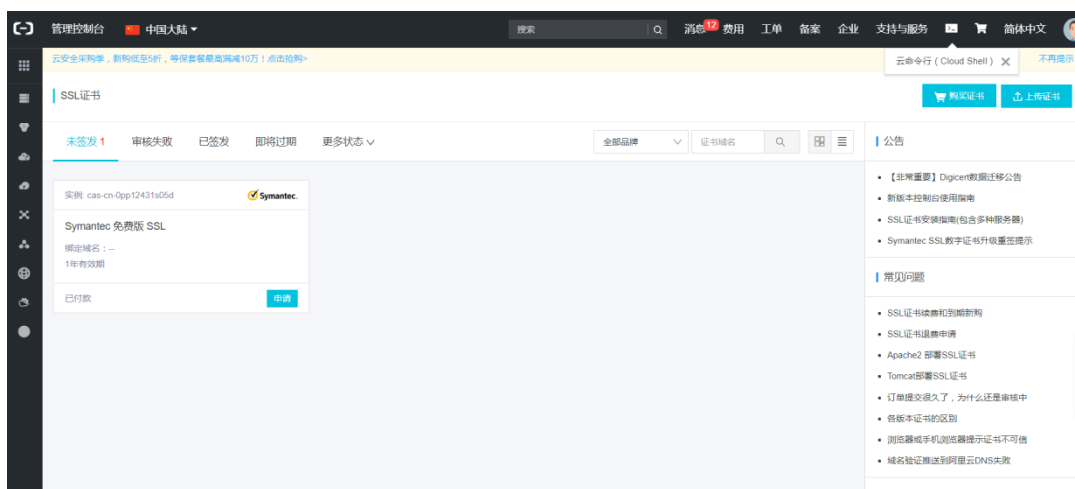 管理控制台 中国大陆 搜索 消息 12 费用 工单 备案 企业 支持与服务 简体中文
云安全采购季，新购低至5折，等保套餐最高满减10万！点击抢购>
云命令行 ( Cloud Shell )
不再提示
SSL证书
购买证书 上传证书
未签发 1 审核失败 已签发 即将过期 更多状态
全部品牌 证书域名
公告
【非常重要】Digicert数据迁移公告
新版本控制台使用指南
SSL证书安装指南(包含多种服务器)
Symantec SSL数字证书升级重签提示
实例: cas-cn-0pp12431s05d
Symantec.
Symantec 免费版 SSL
绑定域名：--
1年有效期
已付款 申请
常见问题
SSL证书续费和到期新购
SSL证书退费申请
Apache2 部署SSL证书
Tomcat部署SSL证书
订单提交很久了，为什么还是审核中
各版本证书的区别
浏览器或手机浏览器提示证书不可信
域名验证推送到阿里云DNS失败